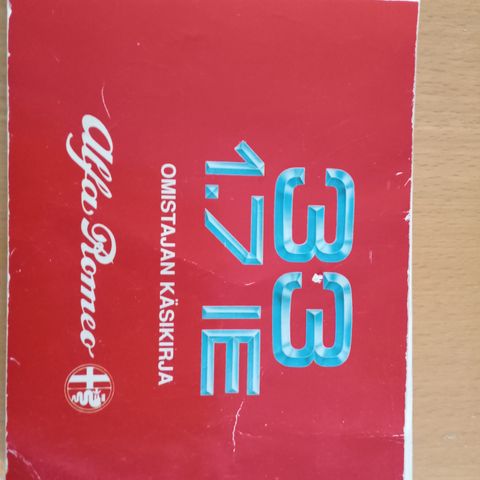 33
1.7 IE
OMISTAJAN KÄSIKIRJA
Alfa Romeo